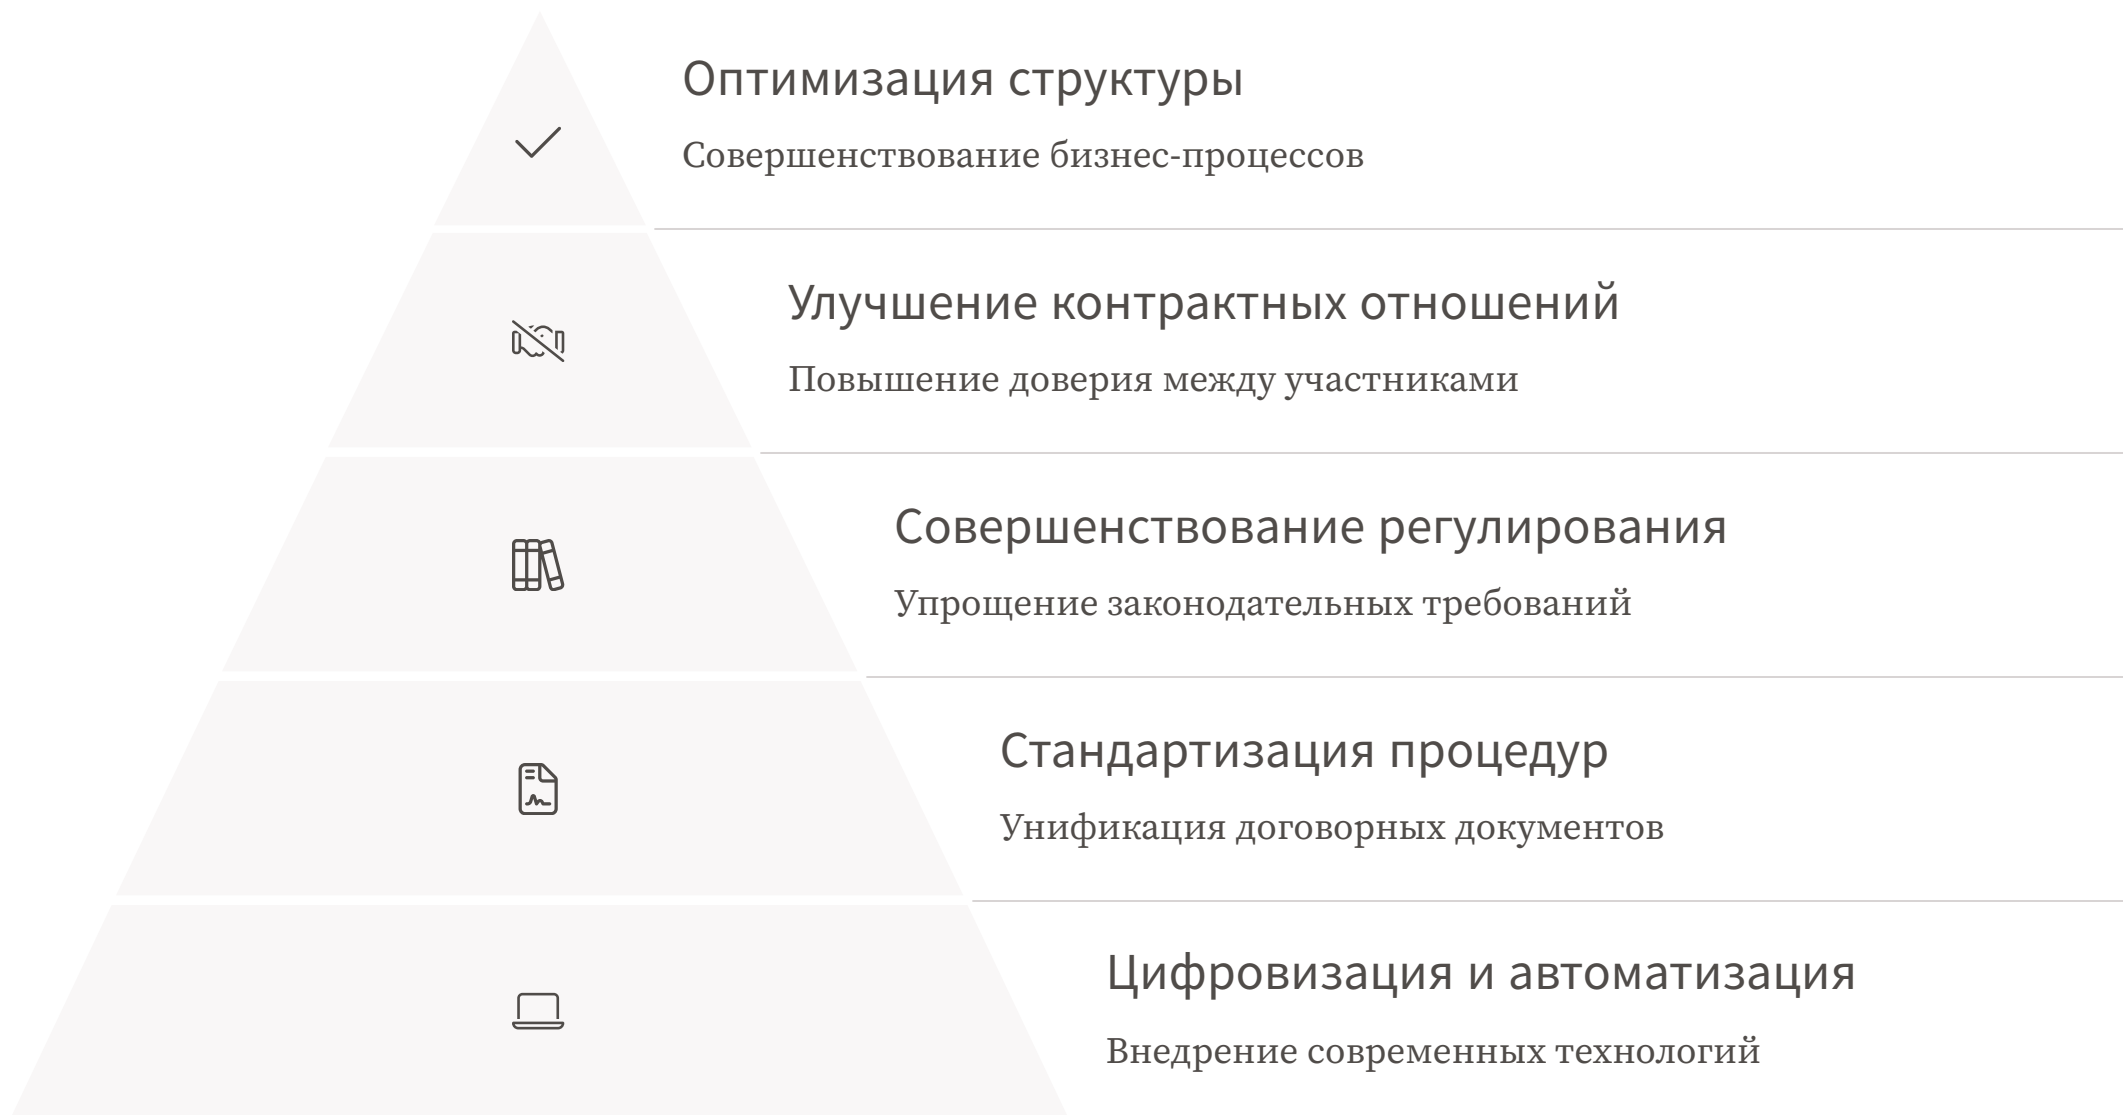 Оптимизация структуры
Совершенствование бизнес-процессов
Улучшение контрактных отношений
Повышение доверия между участниками
Совершенствование регулирования
Упрощение законодательных требований
Стандартизация процедур
Унификация договорных документов
Цифровизация и автоматизация
Внедрение современных технологий